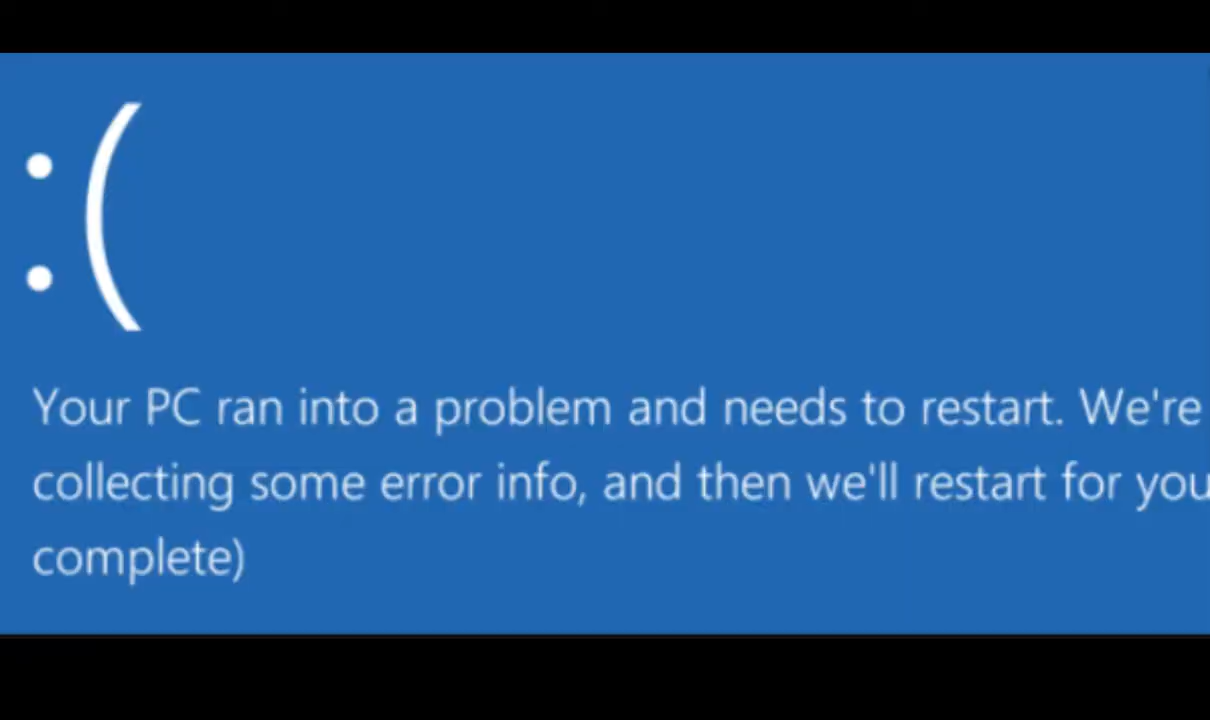 :(
Your PC ran into a problem and needs to restart. We're
collecting some error info, and then we'll restart for you
complete)